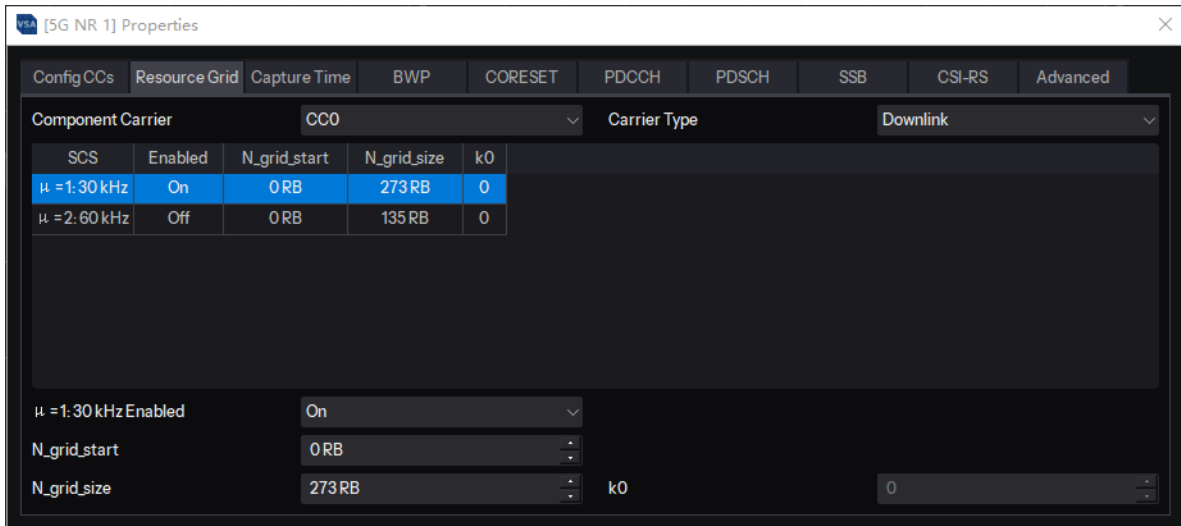 VSA [5G NR 1] Properties
Config CCs Resource Grid Capture Time BWP CORESET PDCCH PDSCH SSB CSI-RS Advanced
Component Carrier CC0 Carrier Type Downlink
SCS Enabled N_grid_start N_grid_size k0
μ =1: 30 kHz On 0 RB 273 RB 0
μ =2: 60 kHz Off 0 RB 135 RB 0
μ =1: 30 kHz Enabled On
N_grid_start 0 RB
N_grid_size 273 RB k0 0